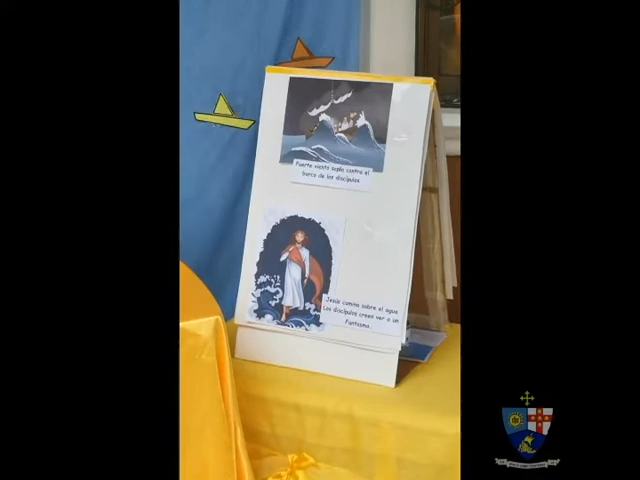 Fuerte viento sopla contra el
barco de los discípulos
Jesús camina sobre el agua
Los discípulos creen ver a un
Fantasma.